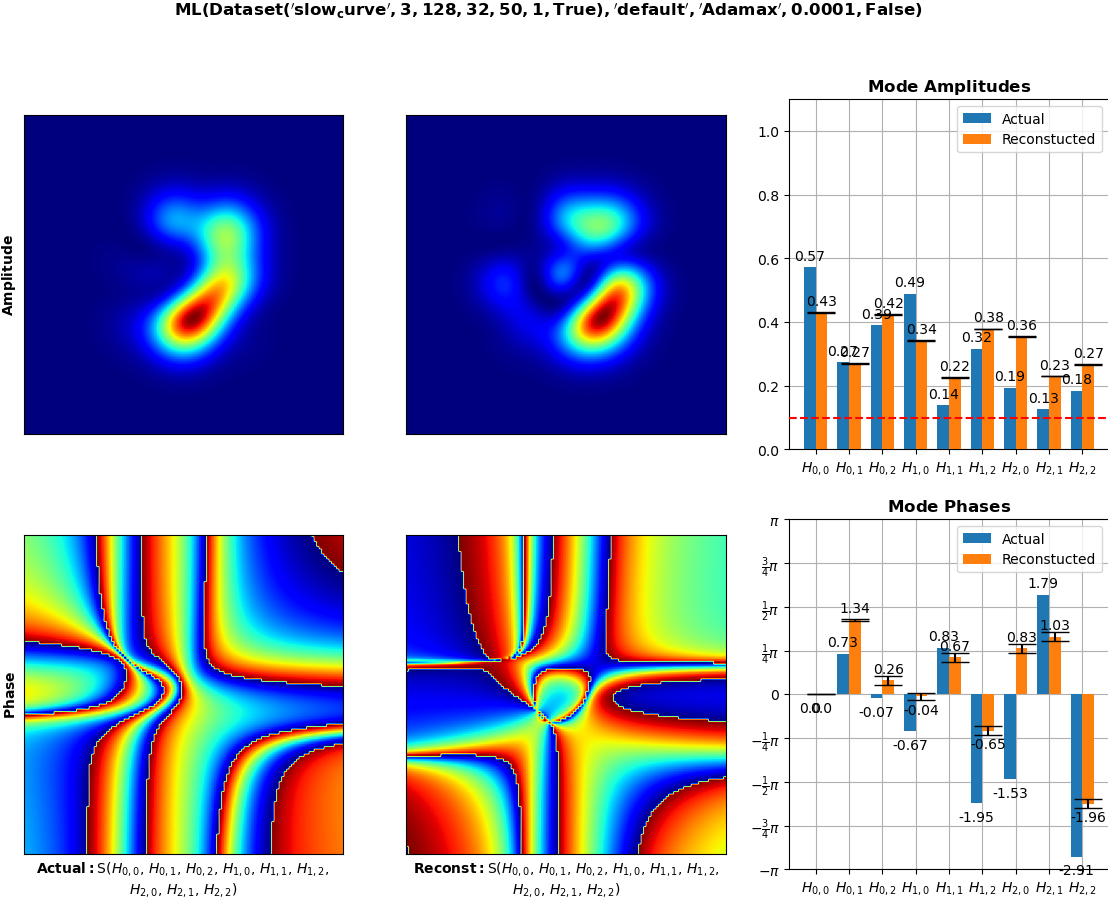 ML(Dataset('slow_curve', 3, 128, 32, 50, 1, True), 'default', 'Adamax', 0.0001, False)
Amplitude
Mode Amplitudes
Actual
Reconstucted
1.0
0.8
0.6
0.4
0.2
0.0
0.57
0.43
0.27
0.27
0.39
0.42
0.49
0.34
0.14
0.22
0.32
0.38
0.19
0.36
0.13
0.23
0.18
0.27
H0,0 H0,1 H0,2 H1,0 H1,1 H1,2 H2,0 H2,1 H2,2
Phase
Mode Phases
Actual
Reconstucted
π
3/4π
1/2π
1/4π
0
−1/4π
−1/2π
−3/4π
−π
0.0
0.0
0.73
1.34
-0.07
0.26
-0.67
-0.04
0.83
0.67
-1.95
-0.65
-1.53
0.83
1.79
1.03
-2.91
-1.96
H0,0 H0,1 H0,2 H1,0 H1,1 H1,2 H2,0 H2,1 H2,2
Actual: S(H0,0, H0,1, H0,2, H1,0, H1,1, H1,2,
H2,0, H2,1, H2,2)
Reconst: S(H0,0, H0,1, H0,2, H1,0, H1,1, H1,2,
H2,0, H2,1, H2,2)